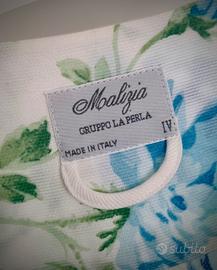 Malizia
GRUPPO LA PERLA
IV
MADE IN ITALY
subito